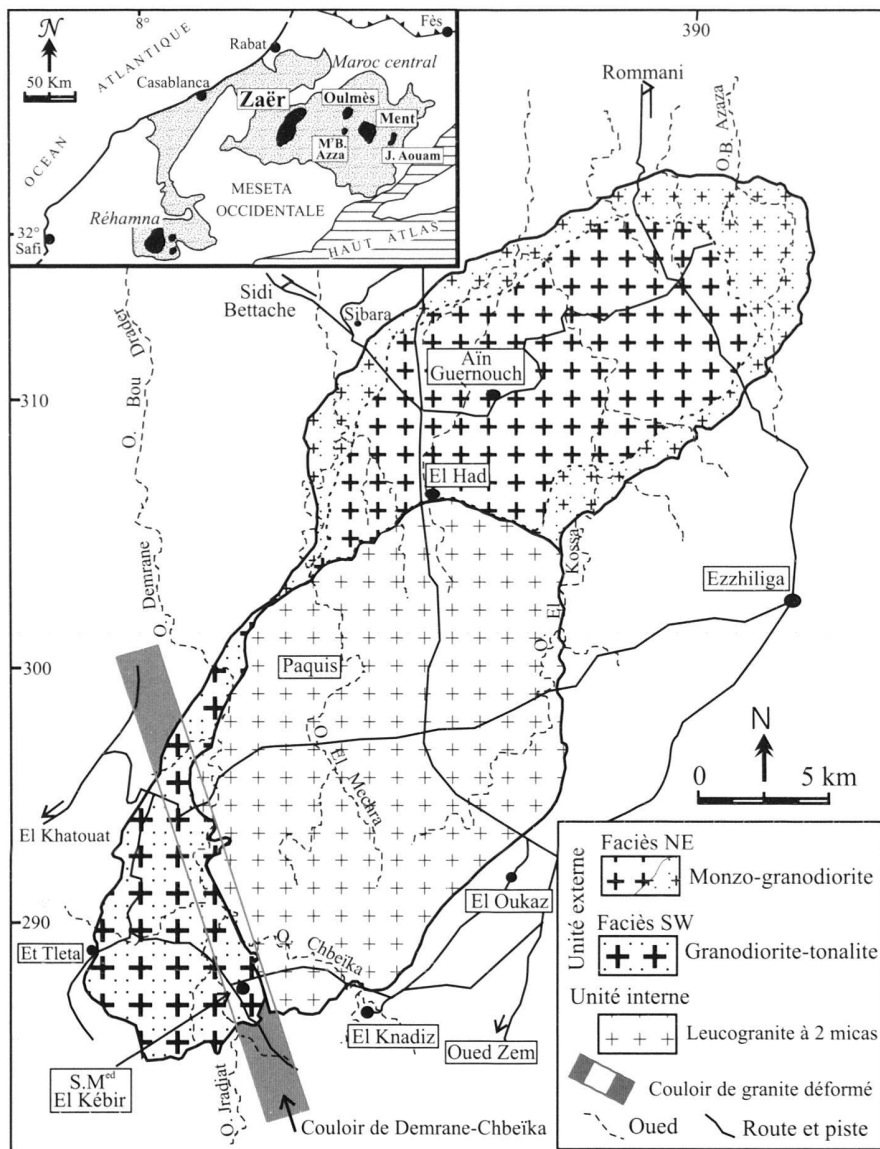 N
8°
Fès
390
50 Km
ATLANTIQUE
Rabat
Maroc central
Rommani
Casablanca
Zaër
Oulmès
Ment
O.B. Azaza
OCEAN
MᵗB. Azza
J. Aouam
MESETA
OCCIDENTALE
Réhamna
32°
Safi
HAUT ATLAS
Sidi
Bettache
Sibara
O. Bou Drader
Aïn
Guernouch
310
El Had
O. El Kossa
Ezzhiliga
O. Demrane
300
Paquis
O. El Mechra
N
0 5 km
El Khatouat
El Oukaz
290
Et Tleta
O. Chbeïka
El Knadiz
Oued Zem
S.Mᵉᵈ
El Kébir
O. Jradiat
Couloir de Demrane-Chbeïka
Unité externe
Faciès NE
Monzo-granodiorite
Faciès SW
Granodiorite-tonalite
Unité interne
Leucogranite à 2 micas
Couloir de granite déformé
Oued
Route et piste